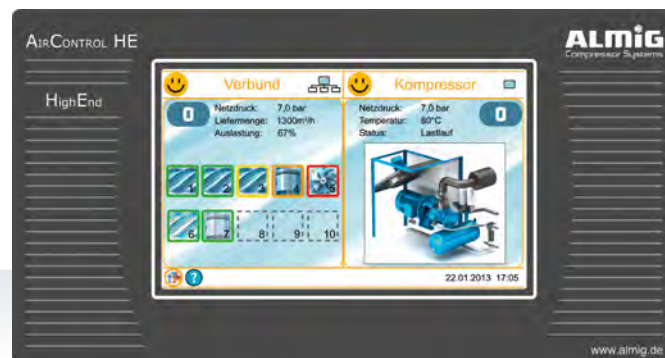 AIRCONTROL HE
HIGHEND
ALMiG
Compressor Systems
Verbund
0
Netzdruck: 7,0 bar
Liefermenge: 1300m³/h
Auslastung: 67%
1 2 3 4 5
6 7 8 9 10
Kompressor
Netzdruck: 7,0 bar
Temperatur: 80°C
Status: Lastlauf
0
?
22.01.2013 17:05
www.almig.de